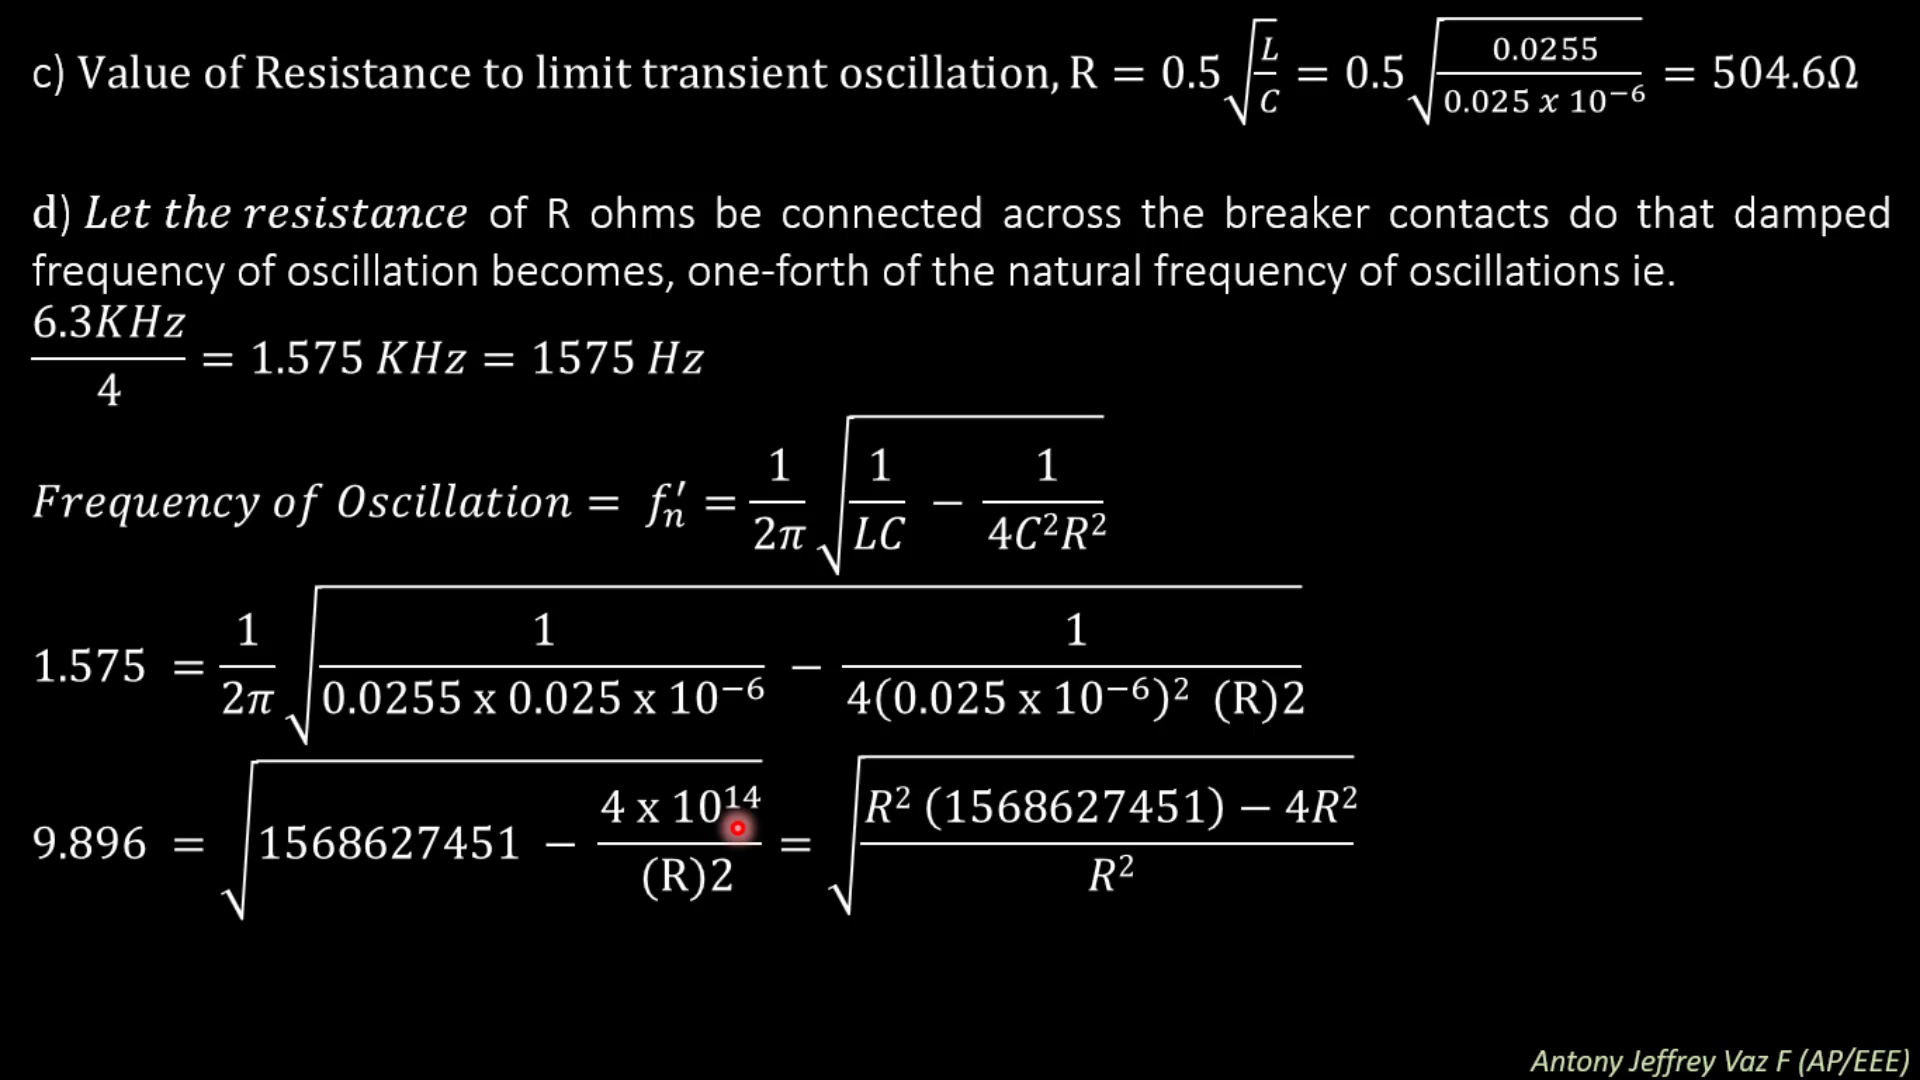 c) Value of Resistance to limit transient oscillation, R = 0.5 √(L/C) = 0.5 √(0.0255/(0.025 x 10⁻⁶)) = 504.6Ω
d) Let the resistance of R ohms be connected across the breaker contacts do that damped
frequency of oscillation becomes, one-forth of the natural frequency of oscillations ie.
6.3KHz/4 = 1.575 KHz = 1575 Hz
Frequency of Oscillation = fₙ′ = 1/2π √(1/LC − 1/4C²R²)
1.575 = 1/2π √(1/(0.0255 x 0.025 x 10⁻⁶) − 1/(4(0.025 x 10⁻⁶)² (R)2))
9.896 = √(1568627451 − 4 x 10¹⁴/(R)2) = √((R² (1568627451) − 4R²)/R²)
Antony Jeffrey Vaz F (AP/EEE)